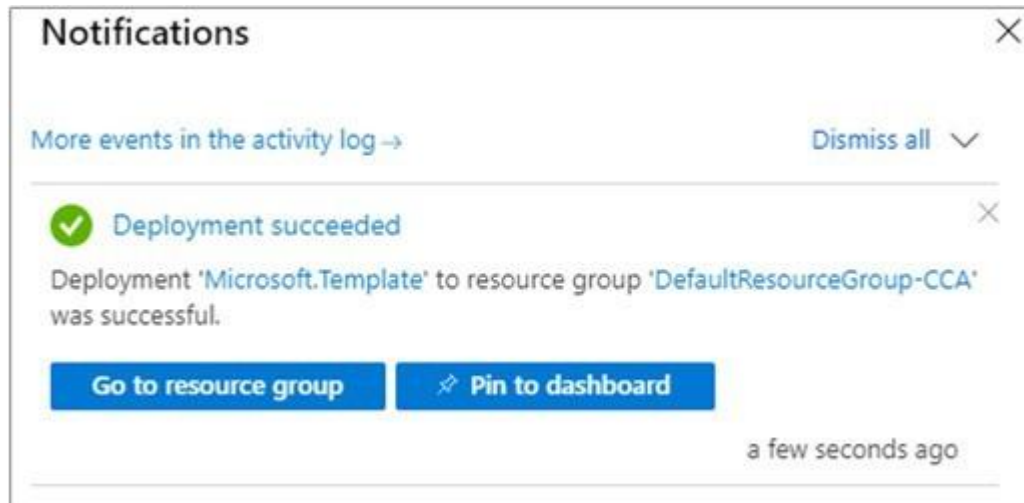 Notifications
More events in the activity log →
Dismiss all
Deployment succeeded
Deployment 'Microsoft.Template' to resource group 'DefaultResourceGroup-CCA'
was successful.
Go to resource group
Pin to dashboard
a few seconds ago